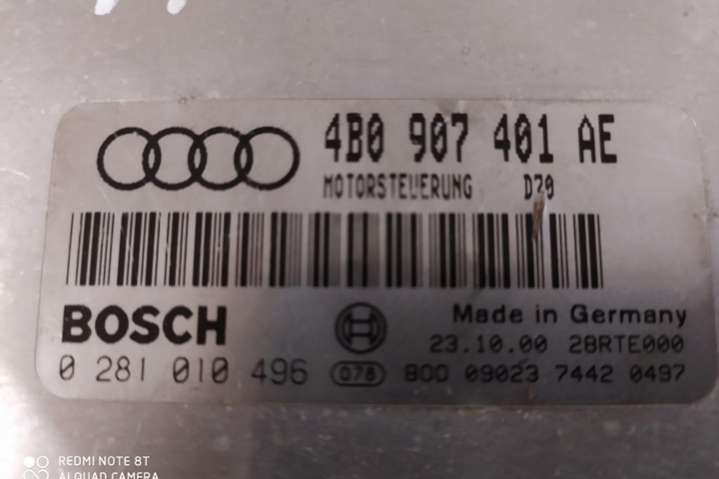 4B0 907 401 AE
MOTORSTEUERUNG D20
BOSCH
Made in Germany
23.10.00 28RTE000
0 281 010 496 078 800 09023 7442 0497
REDMI NOTE 8T
AI QUAD CAMERA